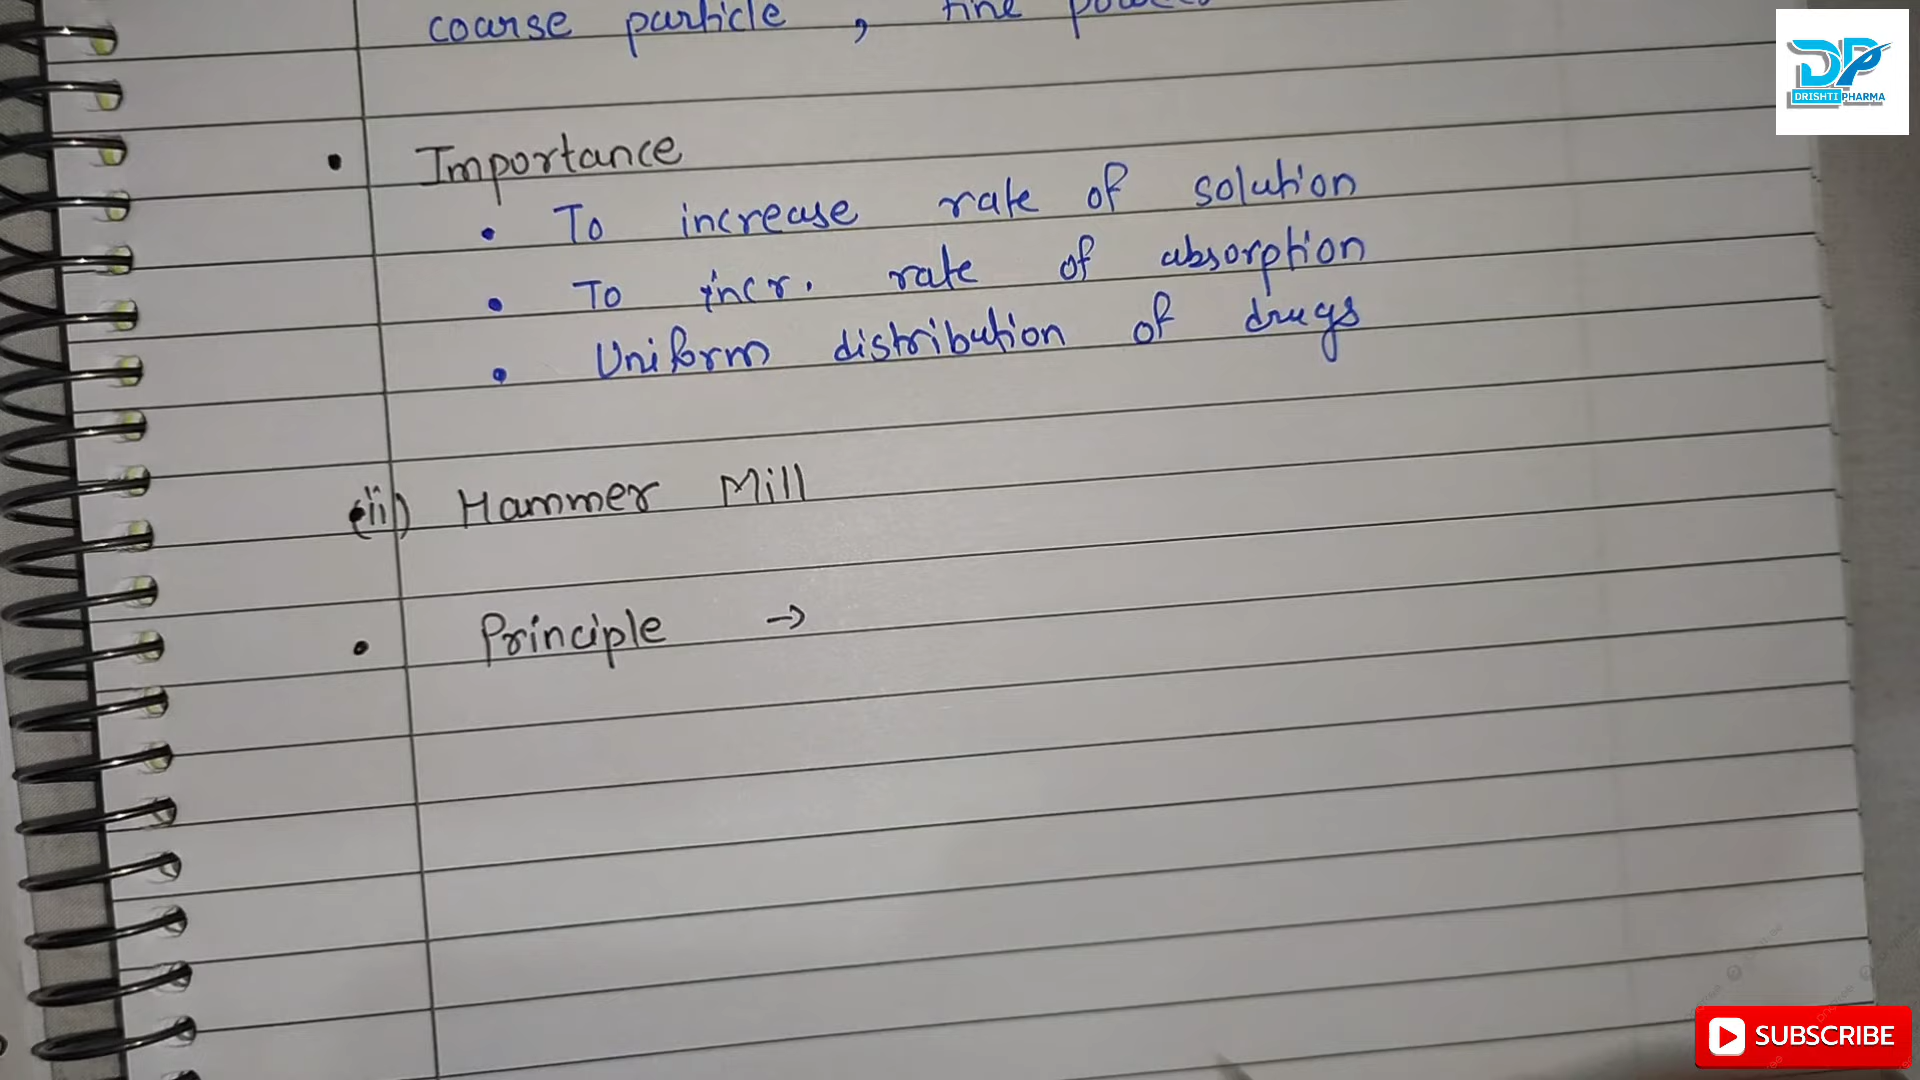 coarse particle , fine
DP
DRISHTI PHARMA
• Importance
• To increase rate of solution
• To incr. rate of absorption
• Uniform distribution of drugs
(ii) Hammer Mill
• Principle →
SUBSCRIBE